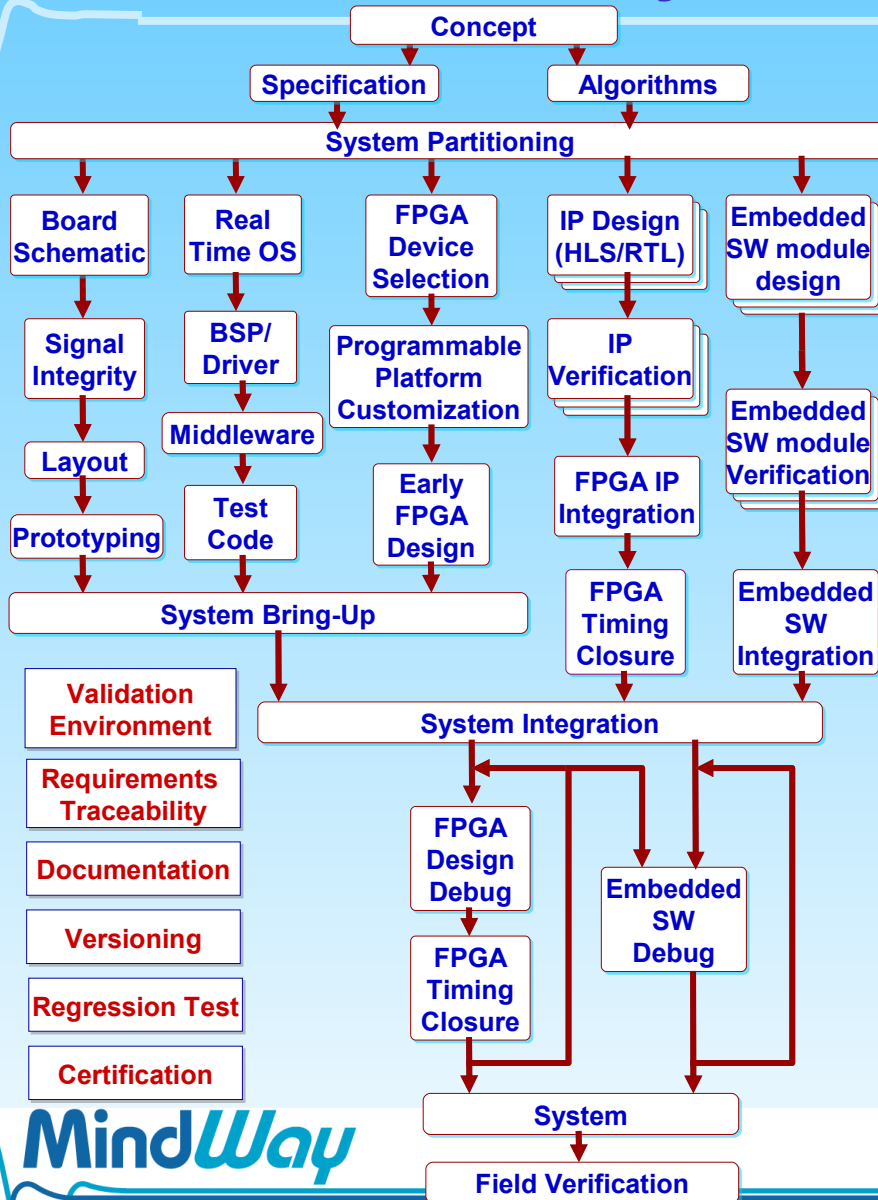 Concept
Specification
Algorithms
System Partitioning
Board
Schematic
Real
Time OS
FPGA
Device
Selection
IP Design
(HLS/RTL)
Embedded
SW module
design
Signal
Integrity
BSP/
Driver
Programmable
Platform
Customization
IP
Verification
Embedded
SW module
Verification
Layout
Middleware
Early
FPGA
Design
FPGA IP
Integration
Prototyping
Test
Code
FPGA
Timing
Closure
Embedded
SW
Integration
System Bring-Up
System Integration
Validation
Environment
Requirements
Traceability
Documentation
Versioning
Regression Test
Certification
FPGA
Design
Debug
Embedded
SW
Debug
FPGA
Timing
Closure
System
Field Verification
MindWay